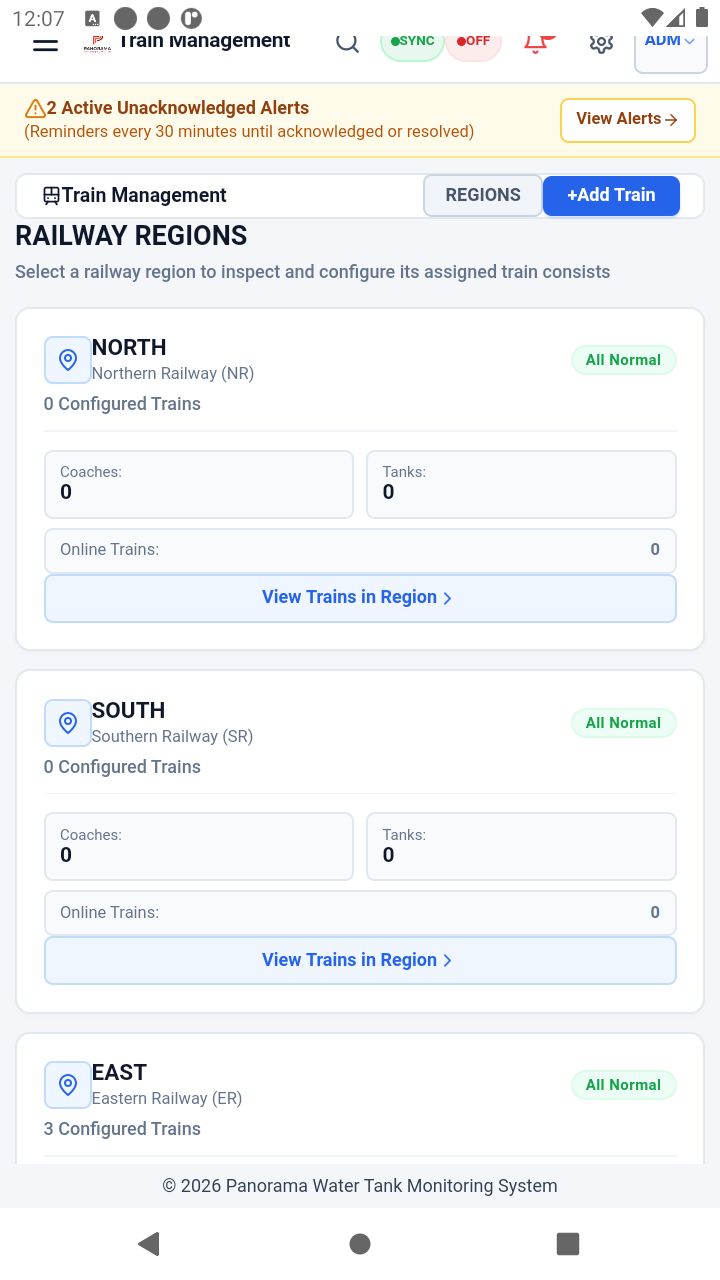 12:07
PANORAMA
Train Management
SYNC
OFF
ADM
2 Active Unacknowledged Alerts
(Reminders every 30 minutes until acknowledged or resolved)
View Alerts
Train Management
REGIONS
+Add Train
RAILWAY REGIONS
Select a railway region to inspect and configure its assigned train consists
NORTH
Northern Railway (NR)
All Normal
0 Configured Trains
Coaches:
0
Tanks:
0
Online Trains:
0
View Trains in Region
SOUTH
Southern Railway (SR)
All Normal
0 Configured Trains
Coaches:
0
Tanks:
0
Online Trains:
0
View Trains in Region
EAST
Eastern Railway (ER)
All Normal
3 Configured Trains
© 2026 Panorama Water Tank Monitoring System